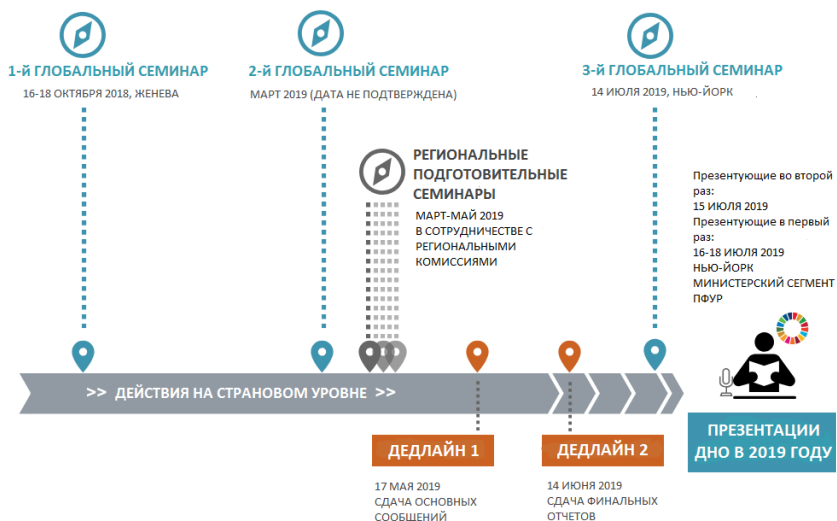 1-й ГЛОБАЛЬНЫЙ СЕМИНАР
16-18 ОКТЯБРЯ 2018, ЖЕНЕВА
2-й ГЛОБАЛЬНЫЙ СЕМИНАР
МАРТ 2019 (ДАТА НЕ ПОДТВЕРЖДЕНА)
3-й ГЛОБАЛЬНЫЙ СЕМИНАР
14 ИЮЛЯ 2019, НЬЮ-ЙОРК
РЕГИОНАЛЬНЫЕ
ПОДГОТОВИТЕЛЬНЫЕ
СЕМИНАРЫ
МАРТ-МАЙ 2019
В СОТРУДНИЧЕСТВЕ С
РЕГИОНАЛЬНЫМИ
КОМИССИЯМИ
Презентующие во второй
раз:
15 ИЮЛЯ 2019
Презентующие в первый
раз:
16-18 ИЮЛЯ 2019
НЬЮ-ЙОРК
МИНИСТЕРСКИЙ СЕГМЕНТ
ПФУР
>> ДЕЙСТВИЯ НА СТРАНОВОМ УРОВНЕ >>
ДЕДЛАЙН 1
17 МАЯ 2019
СДАЧА ОСНОВНЫХ
СООБЩЕНИЙ
ДЕДЛАЙН 2
14 ИЮНЯ 2019
СДАЧА ФИНАЛЬНЫХ
ОТЧЕТОВ
ПРЕЗЕНТАЦИИ
ДНО В 2019 ГОДУ